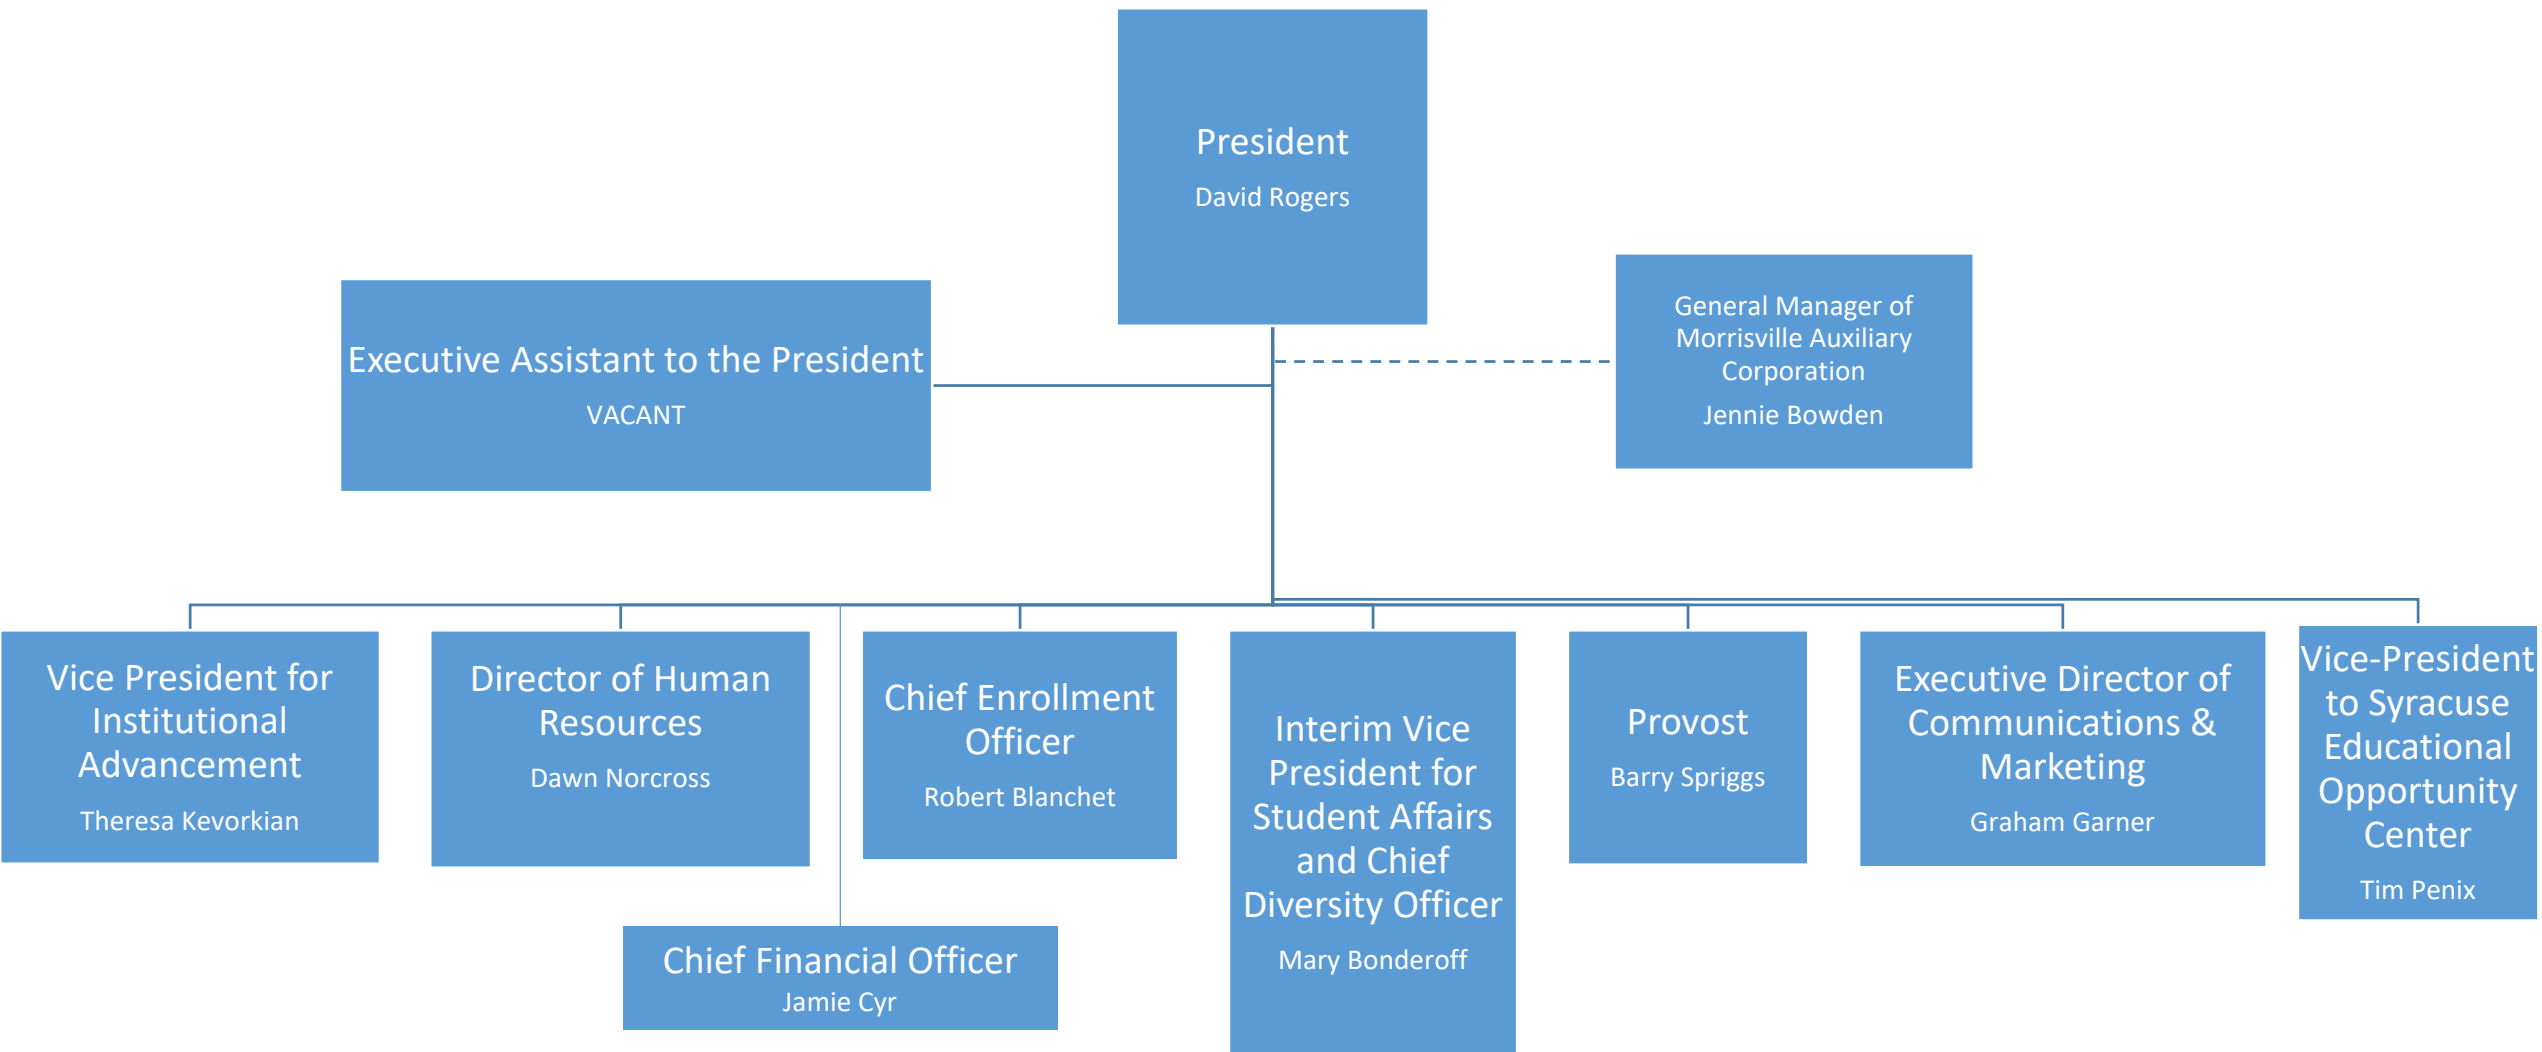 President
David Rogers
General Manager of
Morrisville Auxiliary
Corporation
Jennie Bowden
Executive Assistant to the President
VACANT
Vice President for
Institutional
Advancement
Theresa Kevorkian
Director of Human
Resources
Dawn Norcross
Chief Enrollment
Officer
Robert Blanchet
Interim Vice
President for
Student Affairs
and Chief
Diversity Officer
Mary Bonderoff
Provost
Barry Spriggs
Executive Director of
Communications &
Marketing
Graham Garner
Vice-President
to Syracuse
Educational
Opportunity
Center
Tim Penix
Chief Financial Officer
Jamie Cyr